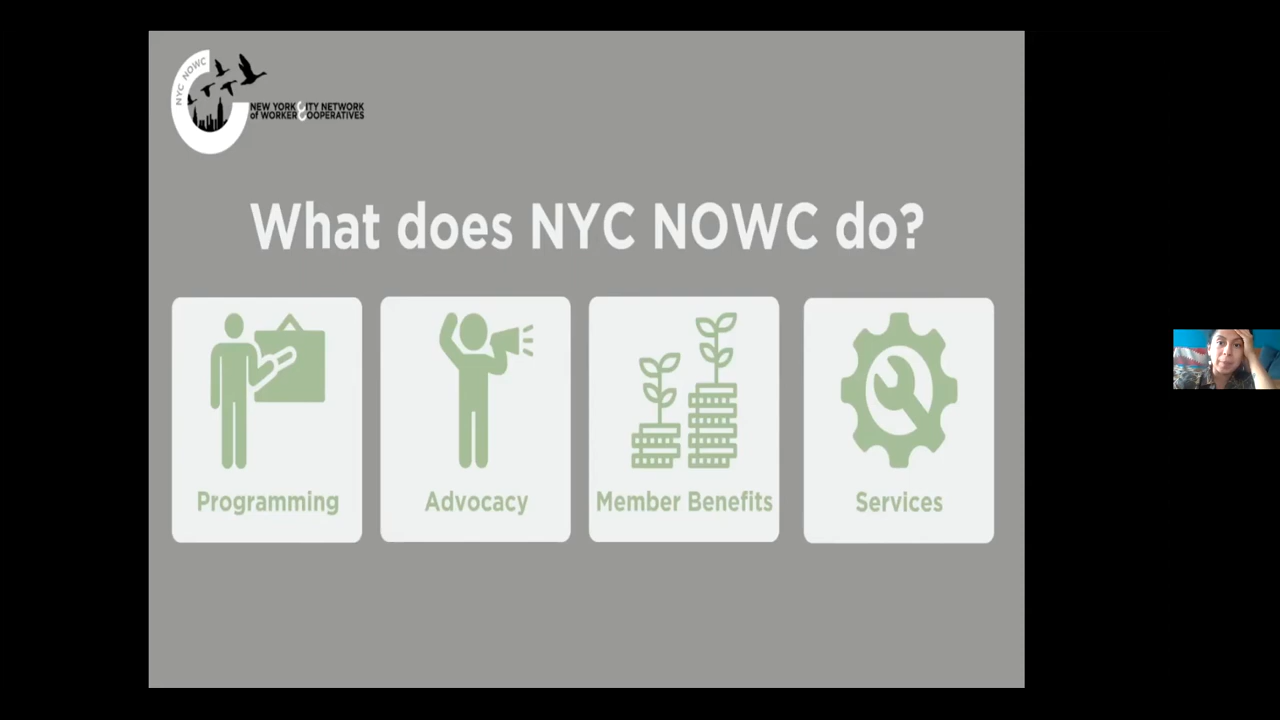 NYC NOWC
NEW YORK CITY NETWORK
of WORKER COOPERATIVES
What does NYC NOWC do?
Programming
Advocacy
Member Benefits
Services